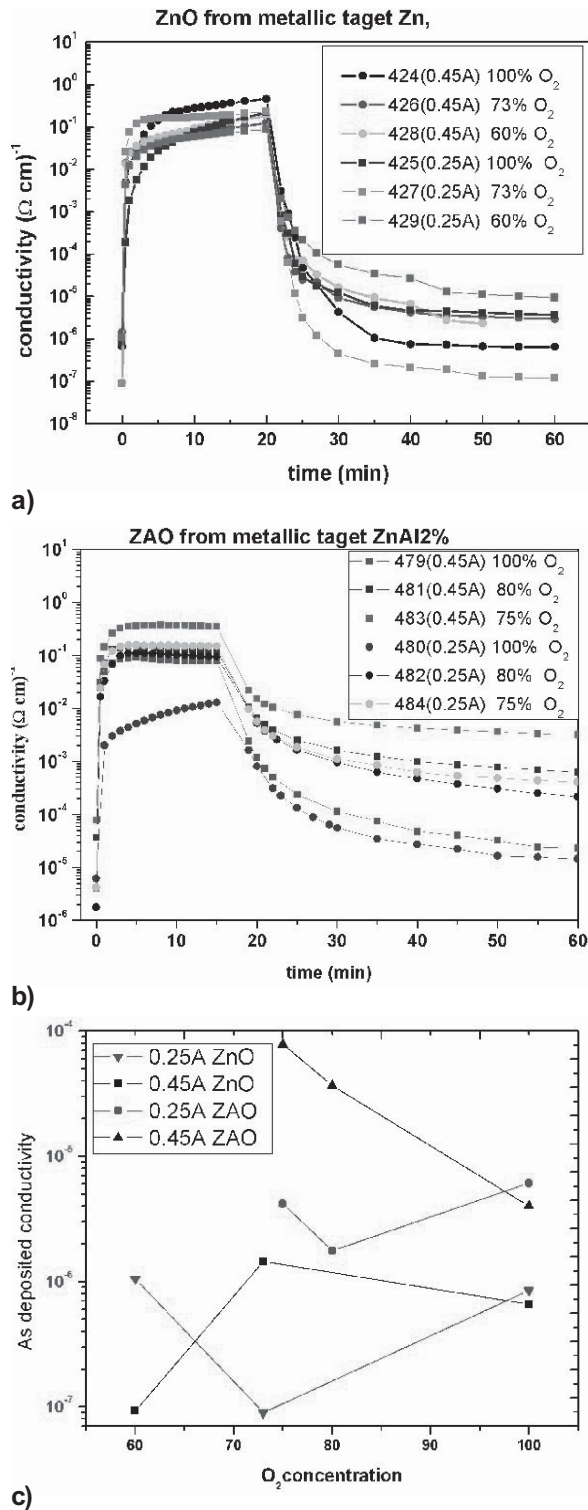 ZnO from metallic taget Zn,
424(0.45A) 100% O₂
426(0.45A) 73% O₂
428(0.45A) 60% O₂
425(0.25A) 100% O₂
427(0.25A) 73% O₂
429(0.25A) 60% O₂
conductivity (Ω cm)⁻¹
10¹
10⁰
10⁻¹
10⁻²
10⁻³
10⁻⁴
10⁻⁵
10⁻⁶
10⁻⁷
10⁻⁸
0 10 20 30 40 50 60
time (min)
a)
ZAO from metallic taget ZnAl2%
479(0.45A) 100% O₂
481(0.45A) 80% O₂
483(0.45A) 75% O₂
480(0.25A) 100% O₂
482(0.25A) 80% O₂
484(0.25A) 75% O₂
conductivity (Ω cm)⁻¹
10¹
10⁰
10⁻¹
10⁻²
10⁻³
10⁻⁴
10⁻⁵
10⁻⁶
0 10 20 30 40 50 60
time (min)
b)
0.25A ZnO
0.45A ZnO
0.25A ZAO
0.45A ZAO
As deposited conductivity
10⁻⁴
10⁻⁵
10⁻⁶
10⁻⁷
60 70 80 90 100
O₂concentration
c)